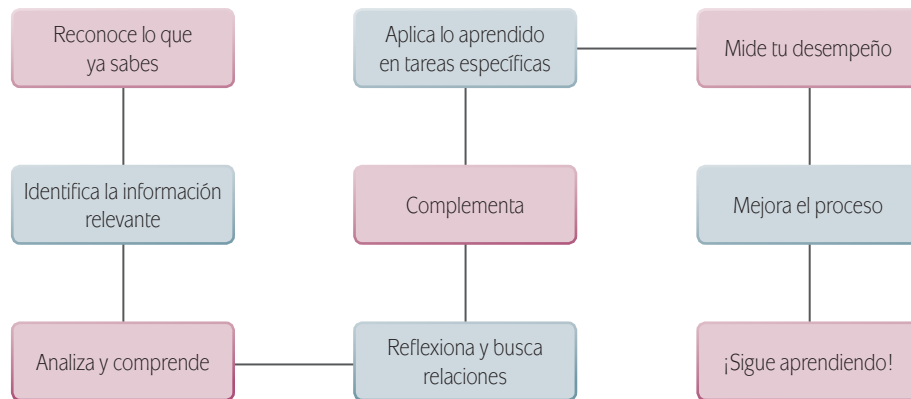 Reconoce lo que
ya sabes
Identifica la información
relevante
Analiza y comprende
Reflexiona y busca
relaciones
Complementa
Aplica lo aprendido
en tareas específicas
Mide tu desempeño
Mejora el proceso
¡Sigue aprendiendo!